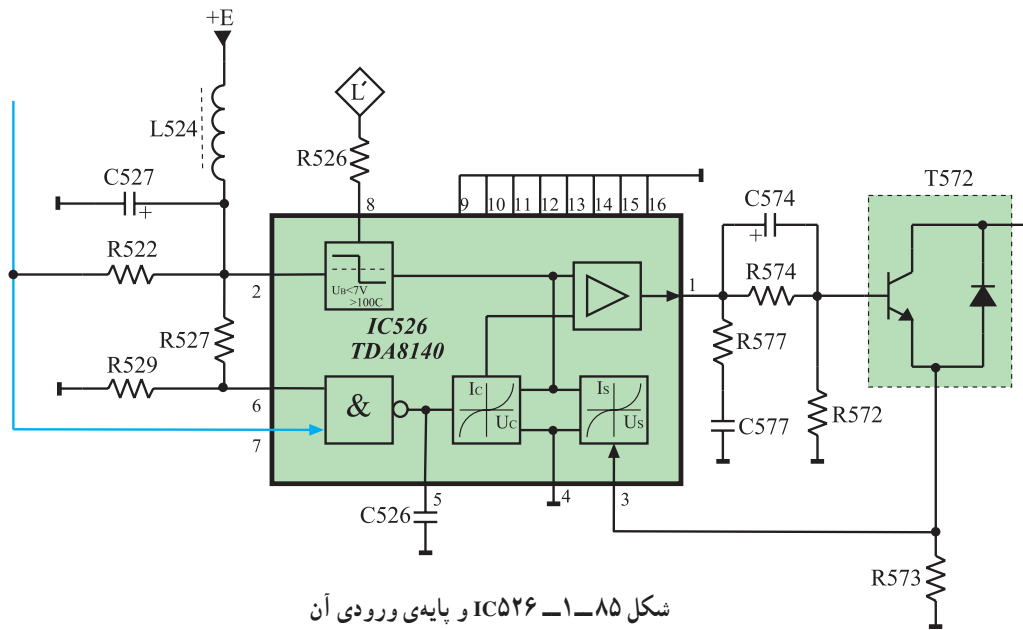 +E
L524
L´
R526
C527
+
R522
R527
R529
8
9
10
11
12
13
14
15
16
2
UB<7V
>100C
IC526
TDA8140
6
7
&
IC
UC
IS
US
5
4
3
C526
1
C574
+
R574
R577
C577
R572
T572
R573
شکل ۸۵ــ۱ــ IC۵۲۶ و پایه‌ی ورودی آن